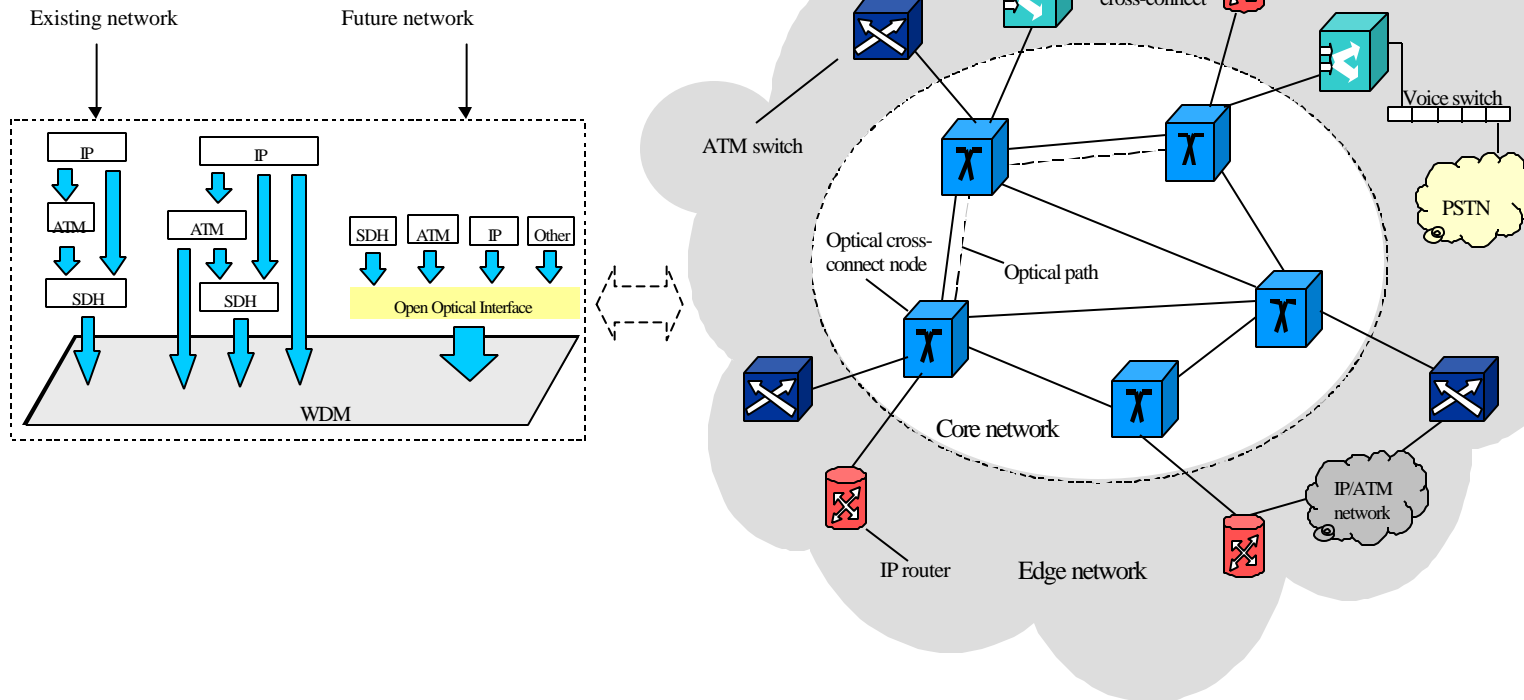 Existing network
Future network
IP
ATM
SDH
IP
ATM
SDH
SDH
ATM
IP
Other
Open Optical Interface
WDM
cross-connect
Voice switch
ATM switch
PSTN
Optical cross-
connect node
Optical path
Core network
IP/ATM
network
IP router
Edge network